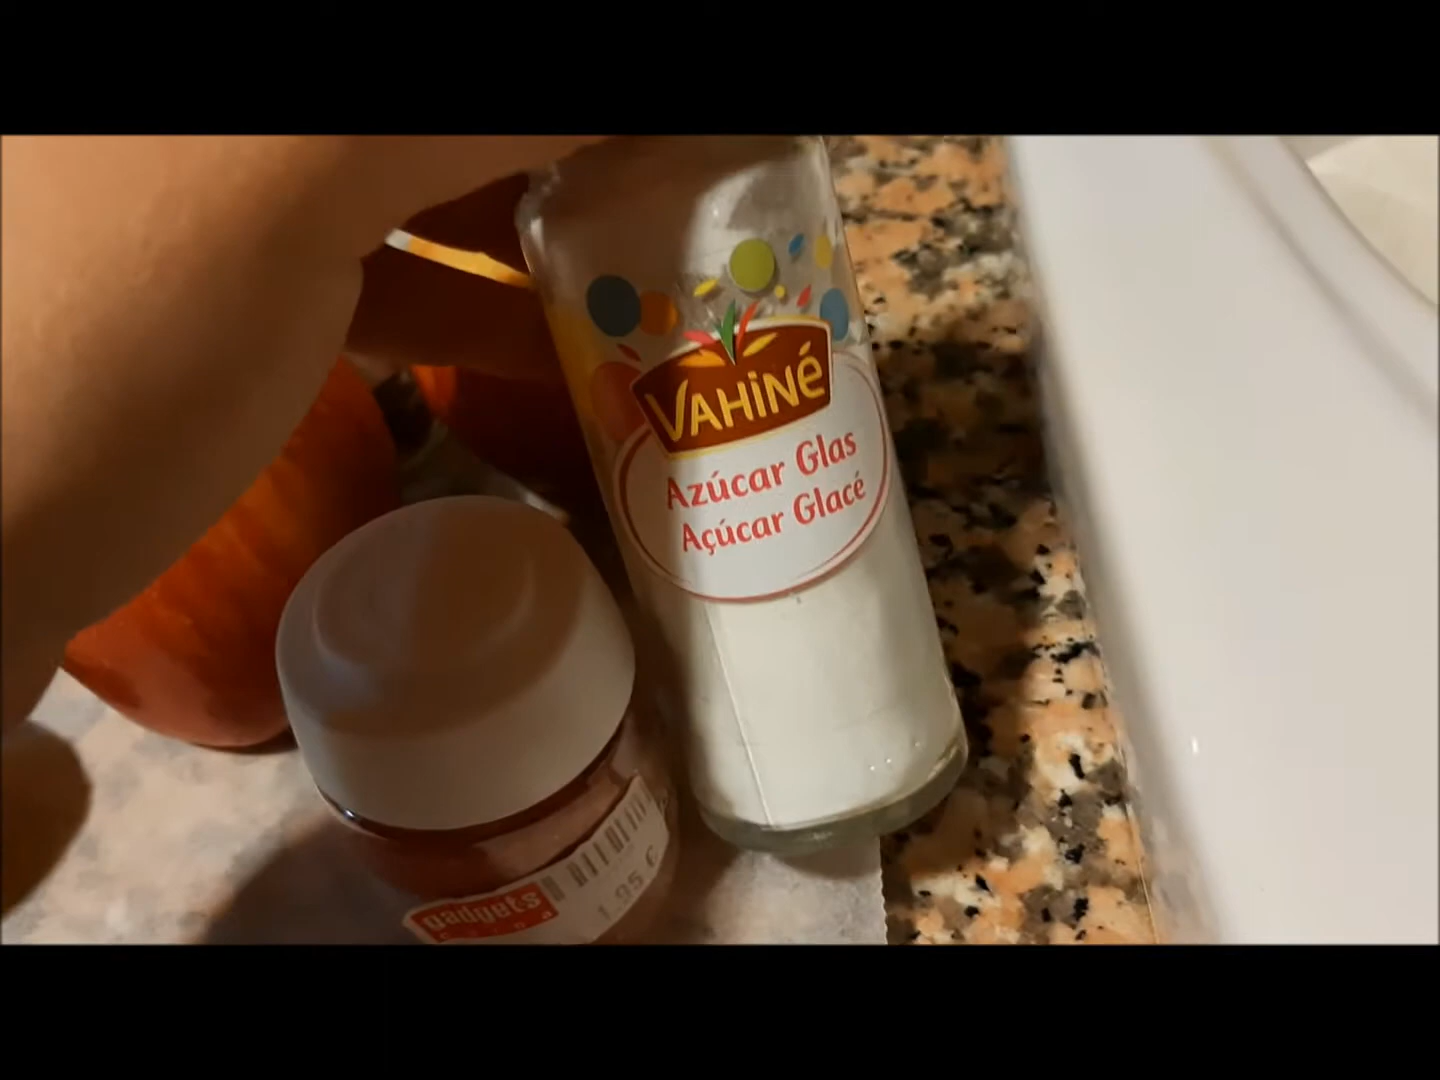 VAHiNé
Azúcar Glas
Açúcar Glacé
gadgets
1,95 €